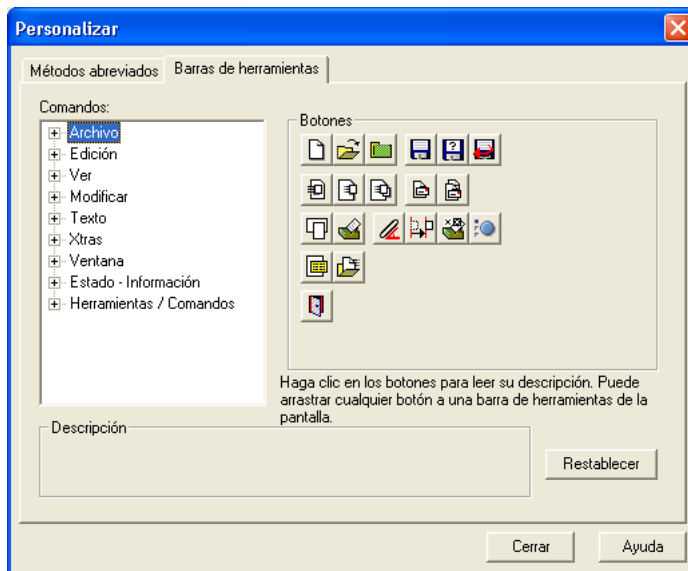 Personalizar
Métodos abreviados
Barras de herramientas
Comandos:
Archivo
Edición
Ver
Modificar
Texto
Xtras
Ventana
Estado - Información
Herramientas / Comandos
Botones
Haga clic en los botones para leer su descripción. Puede
arrastrar cualquier botón a una barra de herramientas de la
pantalla.
Descripción
Restablecer
Cerrar
Ayuda